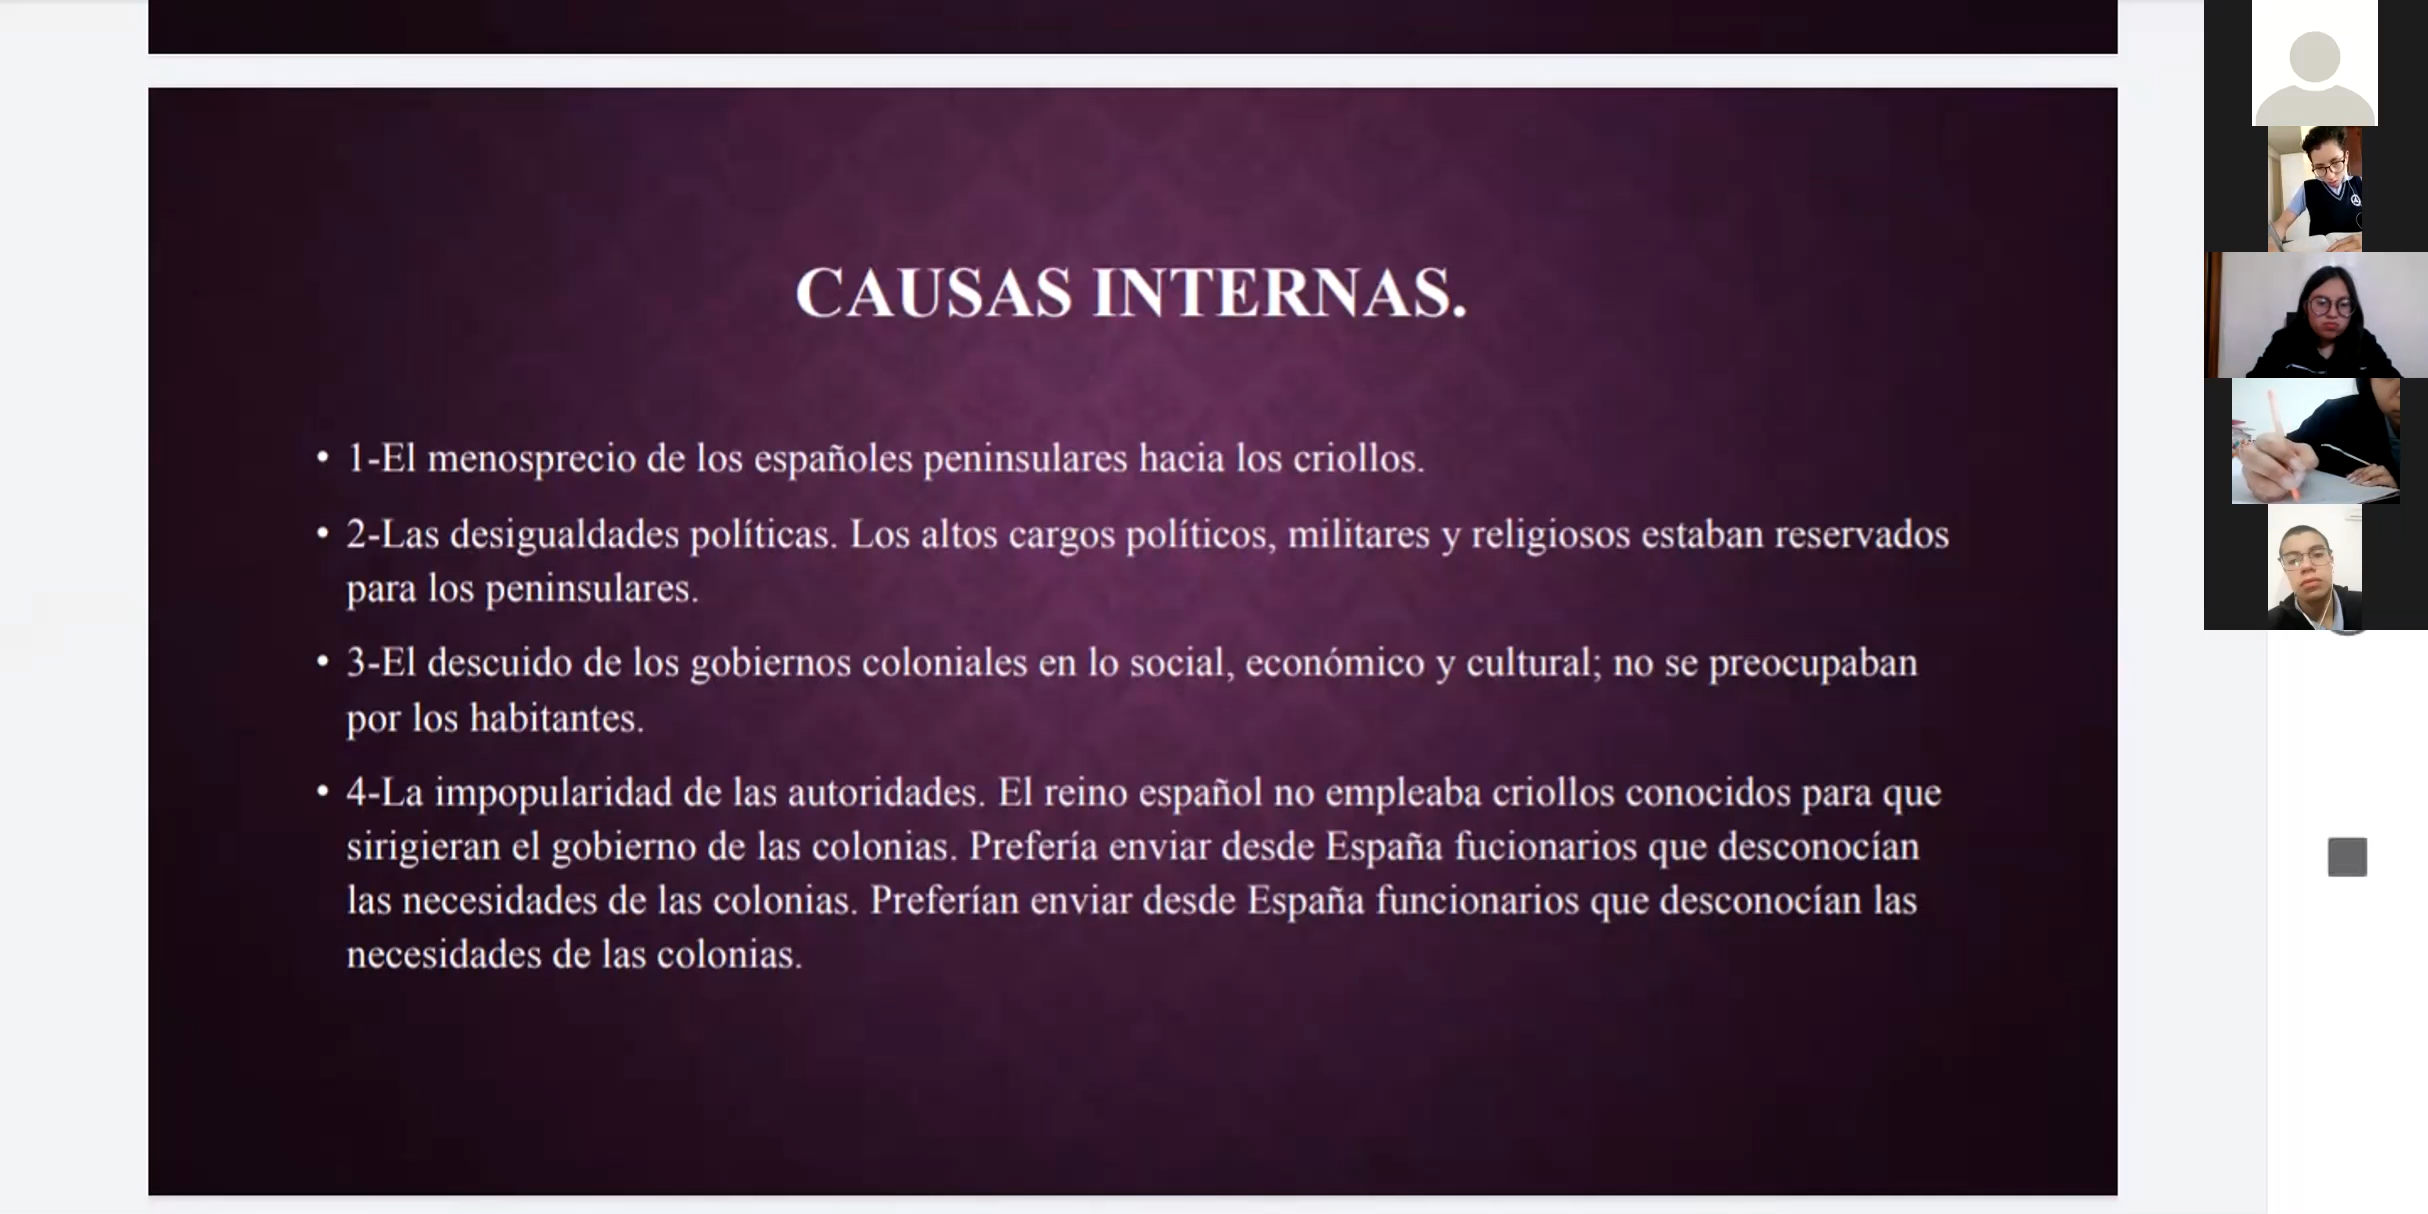 CAUSAS INTERNAS.
• 1-El menosprecio de los españoles peninsulares hacia los criollos.
• 2-Las desigualdades políticas. Los altos cargos políticos, militares y religiosos estaban reservados
para los peninsulares.
• 3-El descuido de los gobiernos coloniales en lo social, económico y cultural; no se preocupaban
por los habitantes.
• 4-La impopularidad de las autoridades. El reino español no empleaba criollos conocidos para que
sirigieran el gobierno de las colonias. Prefería enviar desde España fucionarios que desconocían
las necesidades de las colonias. Preferían enviar desde España funcionarios que desconocían las
necesidades de las colonias.